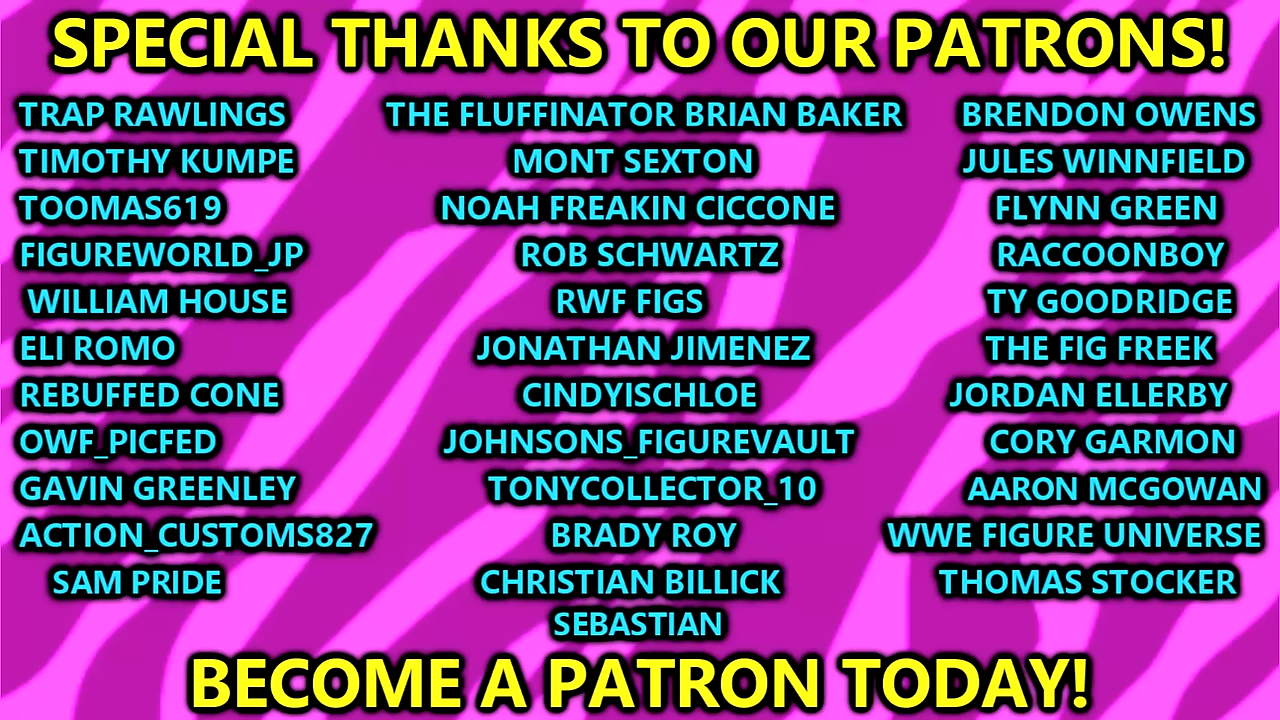 SPECIAL THANKS TO OUR PATRONS!
TRAP RAWLINGS
TIMOTHY KUMPE
TOOMAS619
FIGUREWORLD_JP
WILLIAM HOUSE
ELI ROMO
REBUFFED CONE
OWF_PICFED
GAVIN GREENLEY
ACTION_CUSTOMS827
SAM PRIDE
THE FLUFFINATOR BRIAN BAKER
MONT SEXTON
NOAH FREAKIN CICCONE
ROB SCHWARTZ
RWF FIGS
JONATHAN JIMENEZ
CINDYISCHLOE
JOHNSONS_FIGUREVAULT
TONYCOLLECTOR_10
BRADY ROY
CHRISTIAN BILLICK
SEBASTIAN
BRENDON OWENS
JULES WINNFIELD
FLYNN GREEN
RACCOONBOY
TY GOODRIDGE
THE FIG FREEK
JORDAN ELLERBY
CORY GARMON
AARON MCGOWAN
WWE FIGURE UNIVERSE
THOMAS STOCKER
BECOME A PATRON TODAY!